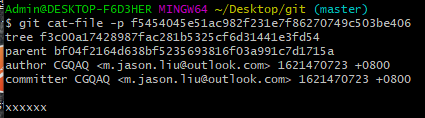 Admin@DESKTOP-F6D3HER MINGW64 ~/Desktop/git (master)
$ git cat-file -p f5454045e51ac982f231e7f86270749c503be406
tree f3c00a17428987fac281b5325cf6d31441e3fd54
parent bf04f2164d638bf5235693816f03a991c7d1715a
author CGQAQ <m.jason.liu@outlook.com> 1621470723 +0800
committer CGQAQ <m.jason.liu@outlook.com> 1621470723 +0800
xxxxxx